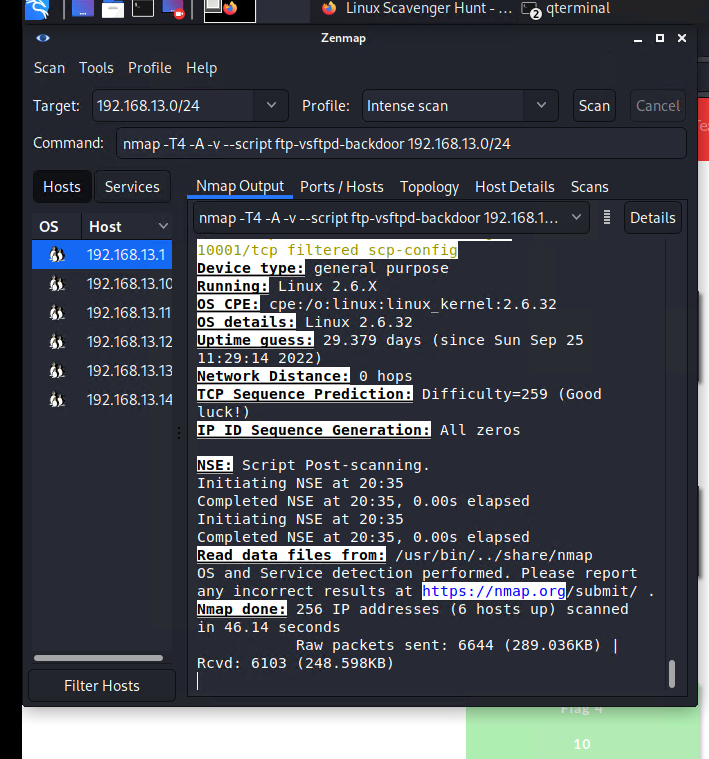 Linux Scavenger Hunt - ...
2 qterminal
Zenmap
Scan Tools Profile Help
Target: 192.168.13.0/24 Profile: Intense scan Scan Cancel
Command: nmap -T4 -A -v --script ftp-vsftpd-backdoor 192.168.13.0/24
Hosts Services
Nmap Output Ports / Hosts Topology Host Details Scans
nmap -T4 -A -v --script ftp-vsftpd-backdoor 192.168.1... Details
OS Host
192.168.13.1
192.168.13.10
192.168.13.11
192.168.13.12
192.168.13.13
192.168.13.14
Filter Hosts
10001/tcp filtered scp-config
Device type: general purpose
Running: Linux 2.6.X
OS CPE: cpe:/o:linux:linux_kernel:2.6.32
OS details: Linux 2.6.32
Uptime guess: 29.379 days (since Sun Sep 25
11:29:14 2022)
Network Distance: 0 hops
TCP Sequence Prediction: Difficulty=259 (Good
luck!)
IP ID Sequence Generation: All zeros
NSE: Script Post-scanning.
Initiating NSE at 20:35
Completed NSE at 20:35, 0.00s elapsed
Initiating NSE at 20:35
Completed NSE at 20:35, 0.00s elapsed
Read data files from: /usr/bin/../share/nmap
OS and Service detection performed. Please report
any incorrect results at https://nmap.org/submit/ .
Nmap done: 256 IP addresses (6 hosts up) scanned
in 46.14 seconds
Raw packets sent: 6644 (289.036KB) |
Rcvd: 6103 (248.598KB)
Flag 4
10